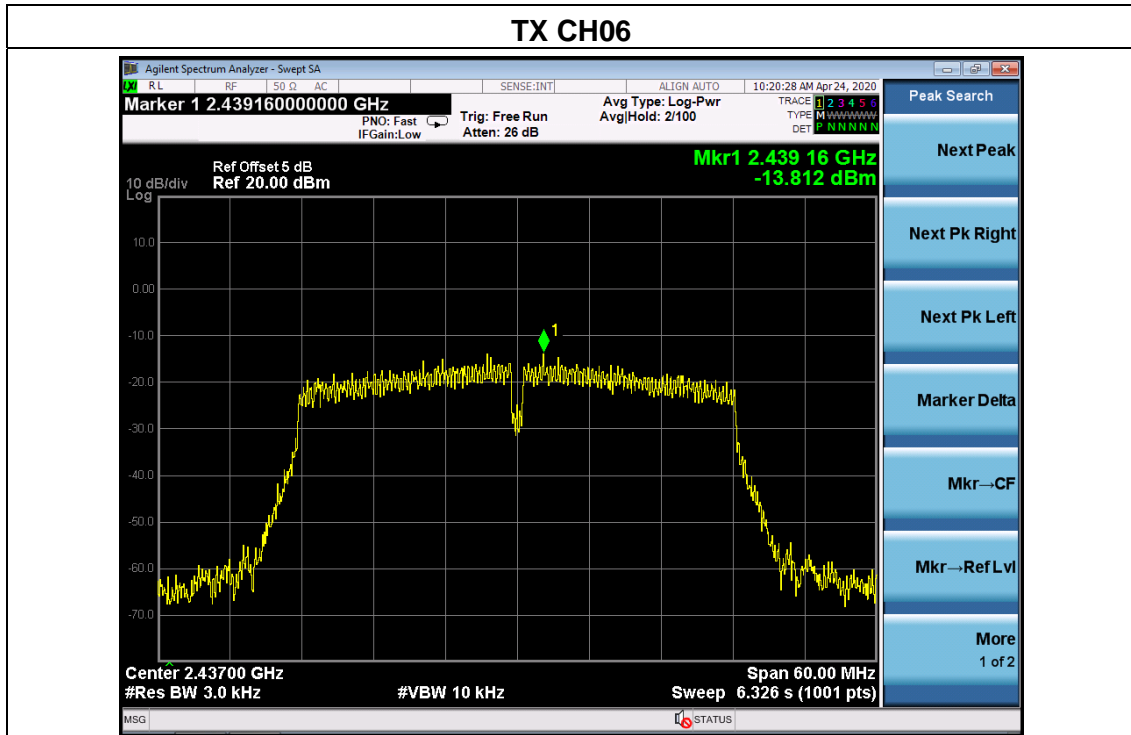 TX CH06
Agilent Spectrum Analyzer - Swept SA
LXI RL RF 50 Ω AC SENSE:INT ALIGN AUTO 10:20:28 AM Apr 24, 2020
Marker 1 2.439160000000 GHz
PNO: Fast
IFGain:Low
Trig: Free Run
Atten: 26 dB
Avg Type: Log-Pwr
Avg|Hold: 2/100
TRACE 1 2 3 4 5 6
TYPE M WWWWW
DET P N N N N N
Peak Search
Mkr1 2.439 16 GHz
-13.812 dBm
Ref Offset 5 dB
10 dB/div Ref 20.00 dBm
Log
10.0
0.00
-10.0
-20.0
-30.0
-40.0
-50.0
-60.0
-70.0
1
Center 2.43700 GHz Span 60.00 MHz
#Res BW 3.0 kHz #VBW 10 kHz Sweep 6.326 s (1001 pts)
Next Peak
Next Pk Right
Next Pk Left
Marker Delta
Mkr→CF
Mkr→Ref Lvl
More
1 of 2
MSG STATUS